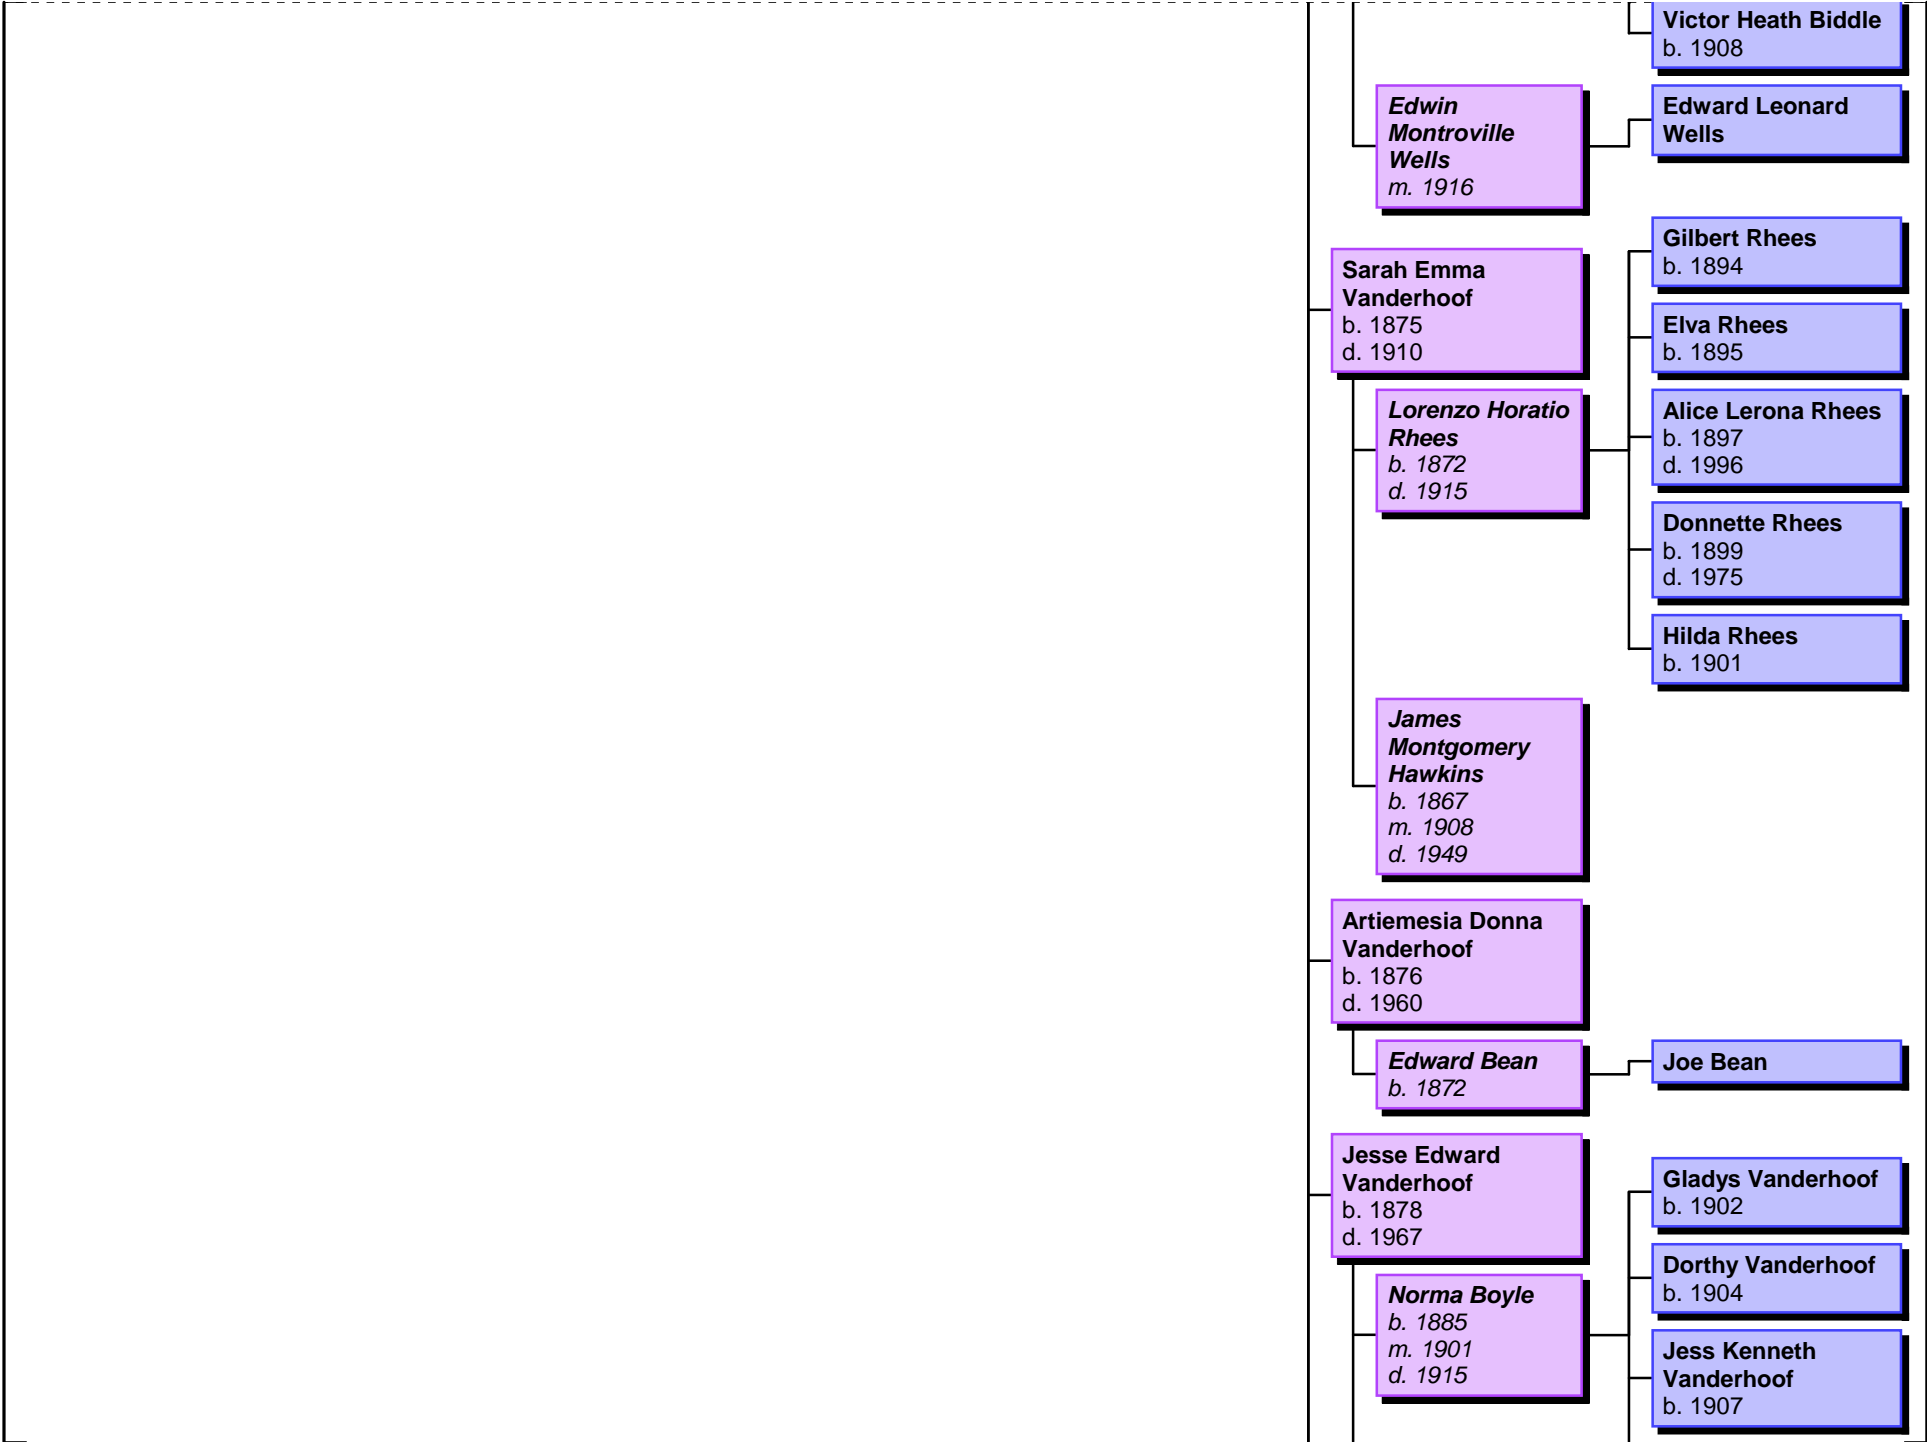 Victor Heath Biddle
b. 1908
Edwin
Montroville
Wells
m. 1916
Edward Leonard
Wells
Sarah Emma
Vanderhoof
b. 1875
d. 1910
Lorenzo Horatio
Rhees
b. 1872
d. 1915
Gilbert Rhees
b. 1894
Elva Rhees
b. 1895
Alice Lerona Rhees
b. 1897
d. 1996
Donnette Rhees
b. 1899
d. 1975
Hilda Rhees
b. 1901
James
Montgomery
Hawkins
b. 1867
m. 1908
d. 1949
Artiemesia Donna
Vanderhoof
b. 1876
d. 1960
Edward Bean
b. 1872
Joe Bean
Jesse Edward
Vanderhoof
b. 1878
d. 1967
Norma Boyle
b. 1885
m. 1901
d. 1915
Gladys Vanderhoof
b. 1902
Dorthy Vanderhoof
b. 1904
Jess Kenneth
Vanderhoof
b. 1907